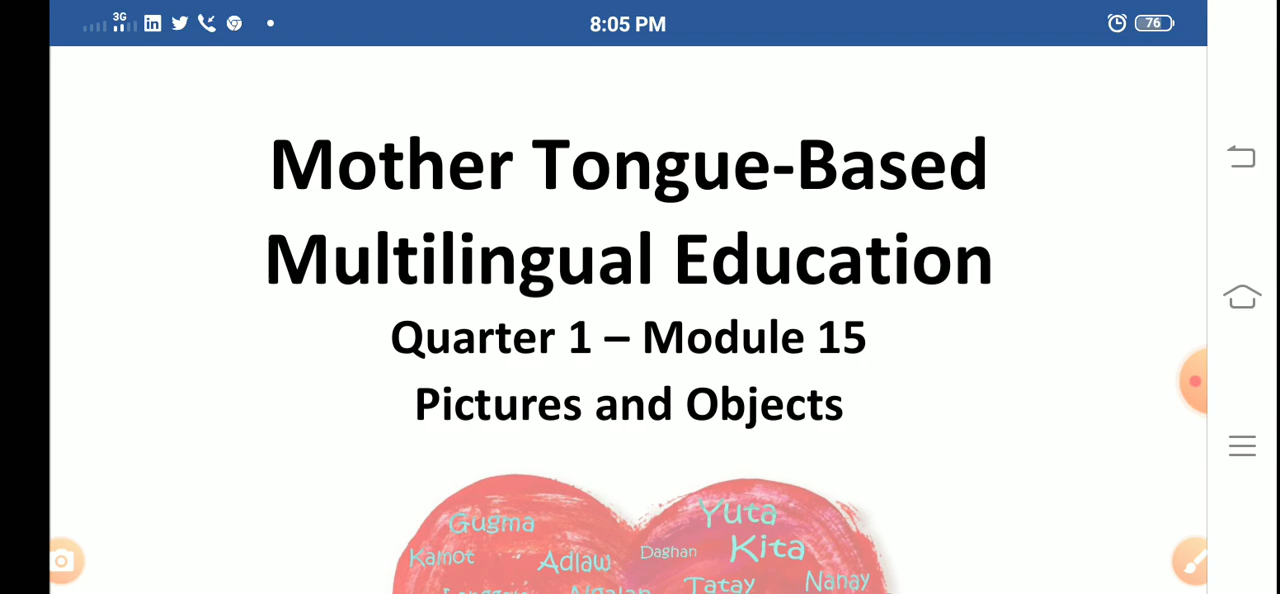 3G 8:05 PM 76
Mother Tongue-Based
Multilingual Education
Quarter 1 – Module 15
Pictures and Objects
Gugma Yuta
Kamot Adlaw Daghan Kita
Tatay Nanay